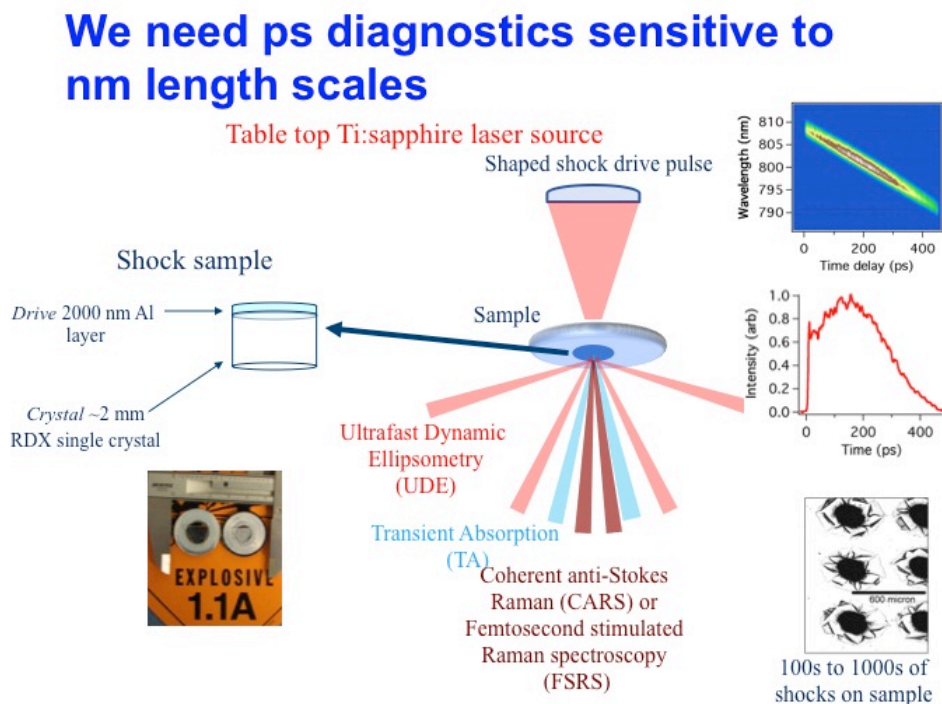 We need ps diagnostics sensitive to
nm length scales
Table top Ti:sapphire laser source
Shaped shock drive pulse
810
805
800
795
790
Wavelength (nm)
0
200
400
Time delay (ps)
Shock sample
Drive 2000 nm Al
layer
Sample
Crystal ~2 mm
RDX single crystal
1.0
0.8
0.6
0.4
0.2
0.0
Intensity (arb)
0
200
400
Time (ps)
Ultrafast Dynamic
Ellipsometry
(UDE)
Transient Absorption
(TA)
Coherent anti-Stokes
Raman (CARS) or
Femtosecond stimulated
Raman spectroscopy
(FSRS)
EXPLOSIVE
1.1A
600 micron
100s to 1000s of
shocks on sample